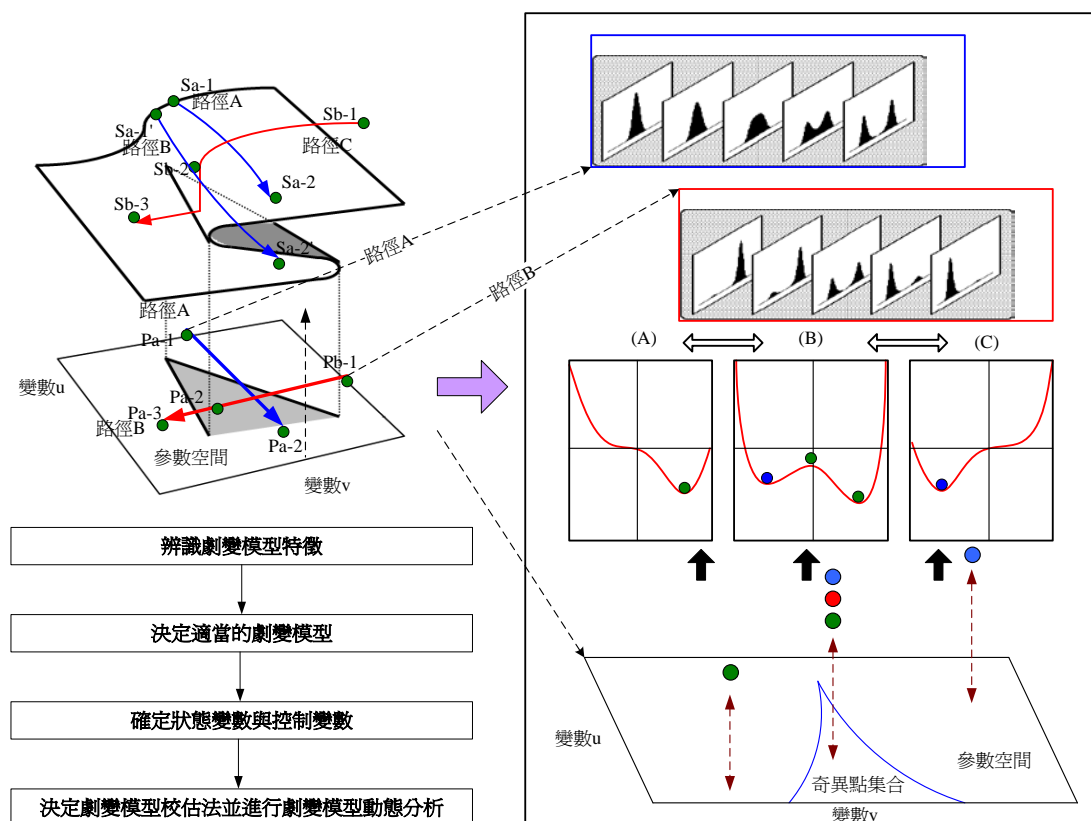 Sa-1
路徑A
Sa-1'
路徑B
Sb-1
路徑C
Sb-2
Sa-2
Sb-3
Sa-2'
路徑A
路徑B
路徑A
Pa-1
Pb-1
變數u
Pa-2
Pa-3
路徑B
Pa-2
參數空間
變數v
(A)
(B)
(C)
辨識劇變模型特徵
決定適當的劇變模型
確定狀態變數與控制變數
決定劇變模型校估法並進行劇變模型動態分析
變數u
參數空間
奇異點集合
變數v